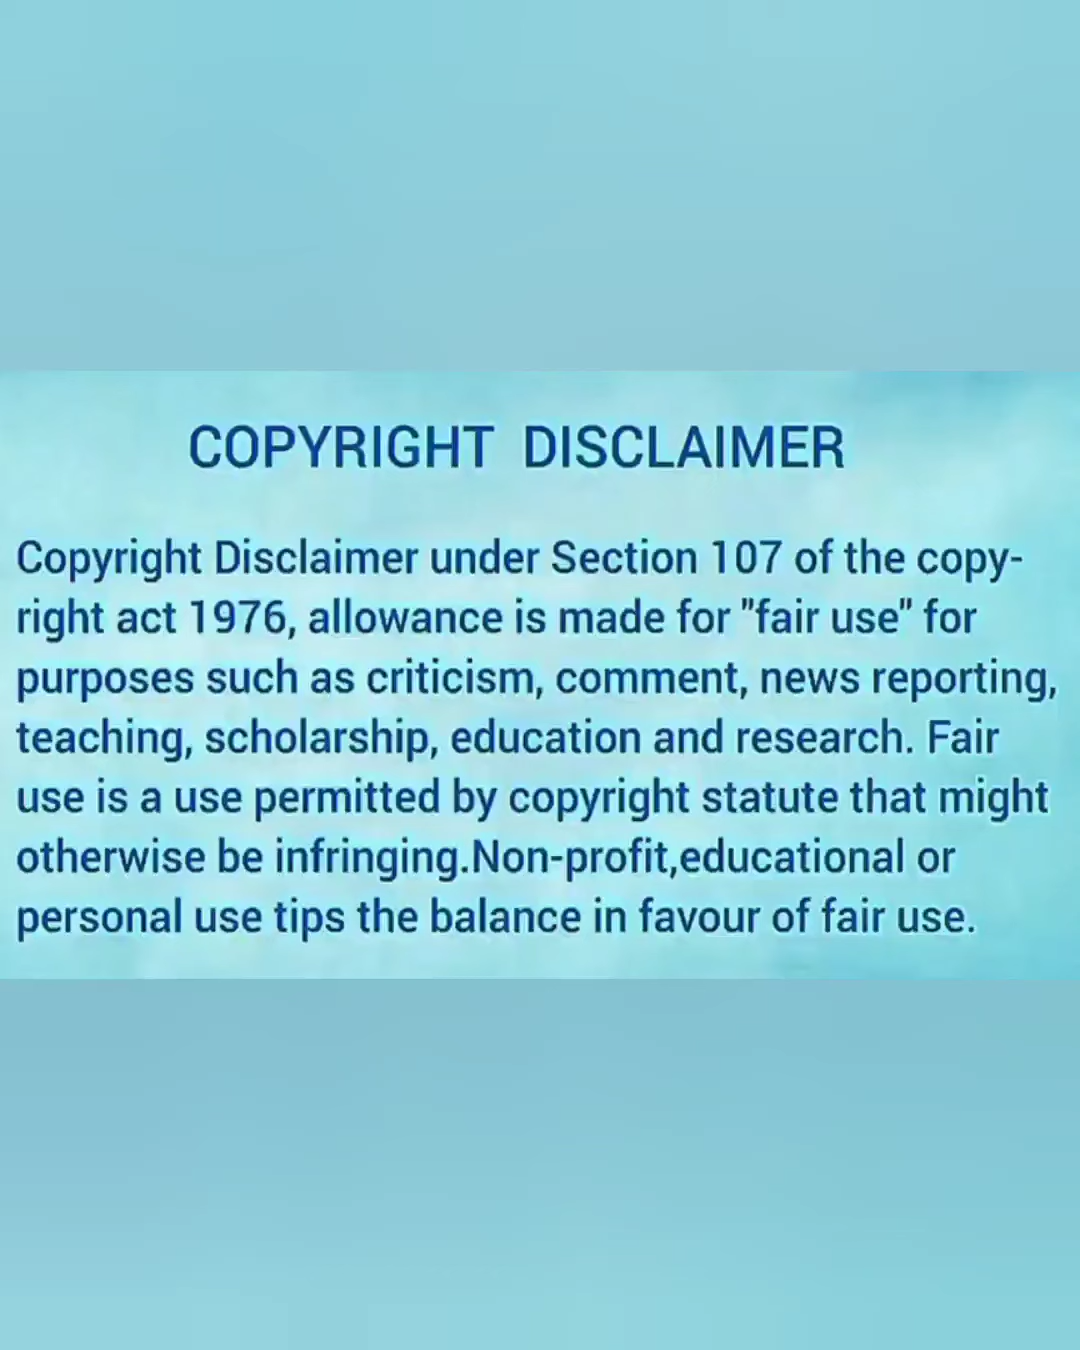 COPYRIGHT DISCLAIMER
Copyright Disclaimer under Section 107 of the copy-
right act 1976, allowance is made for "fair use" for
purposes such as criticism, comment, news reporting,
teaching, scholarship, education and research. Fair
use is a use permitted by copyright statute that might
otherwise be infringing.Non-profit,educational or
personal use tips the balance in favour of fair use.